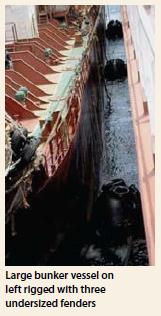 Large bunker vessel on
left rigged with three
undersized fenders